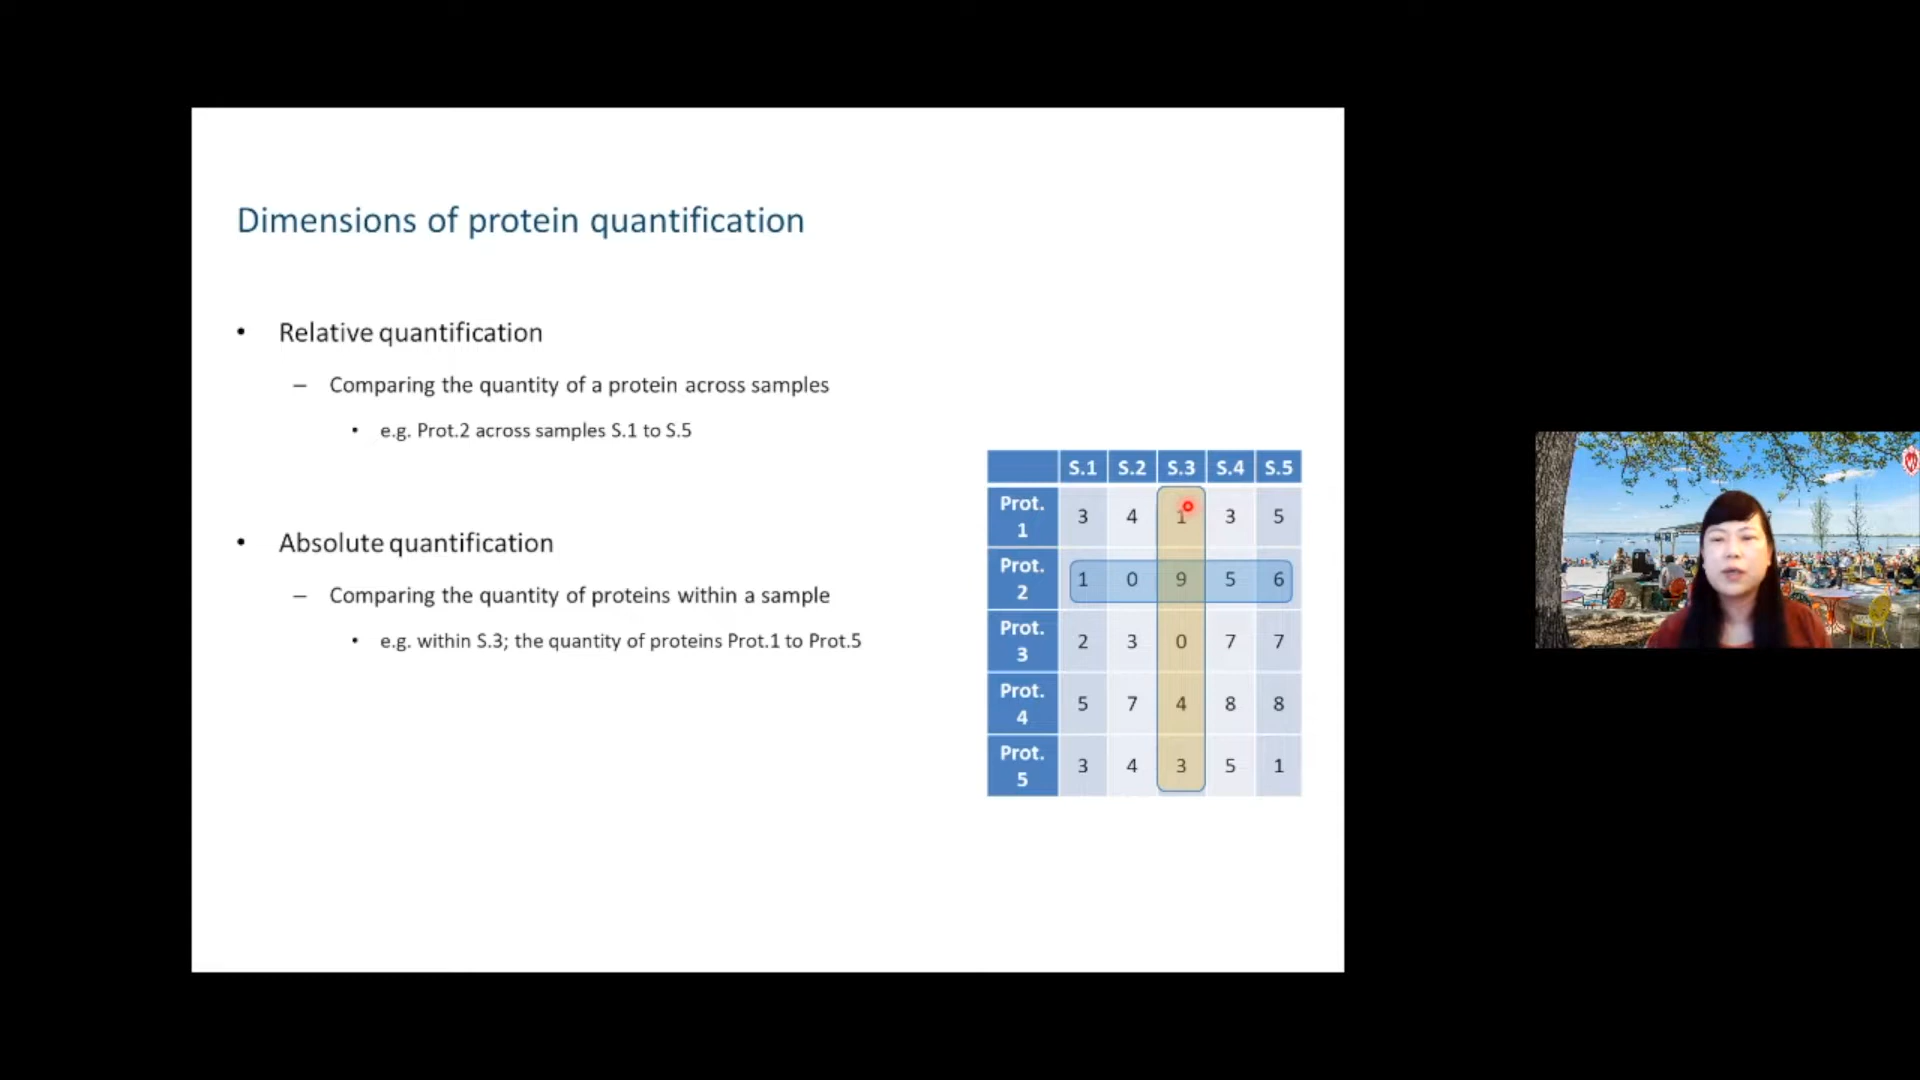 Dimensions of protein quantification
• Relative quantification
– Comparing the quantity of a protein across samples
• e.g. Prot.2 across samples S.1 to S.5
• Absolute quantification
– Comparing the quantity of proteins within a sample
• e.g. within S.3; the quantity of proteins Prot.1 to Prot.5
S.1 S.2 S.3 S.4 S.5
Prot. 1 3 4 1 3 5
Prot. 2 1 0 9 5 6
Prot. 3 2 3 0 7 7
Prot. 4 5 7 4 8 8
Prot. 5 3 4 3 5 1